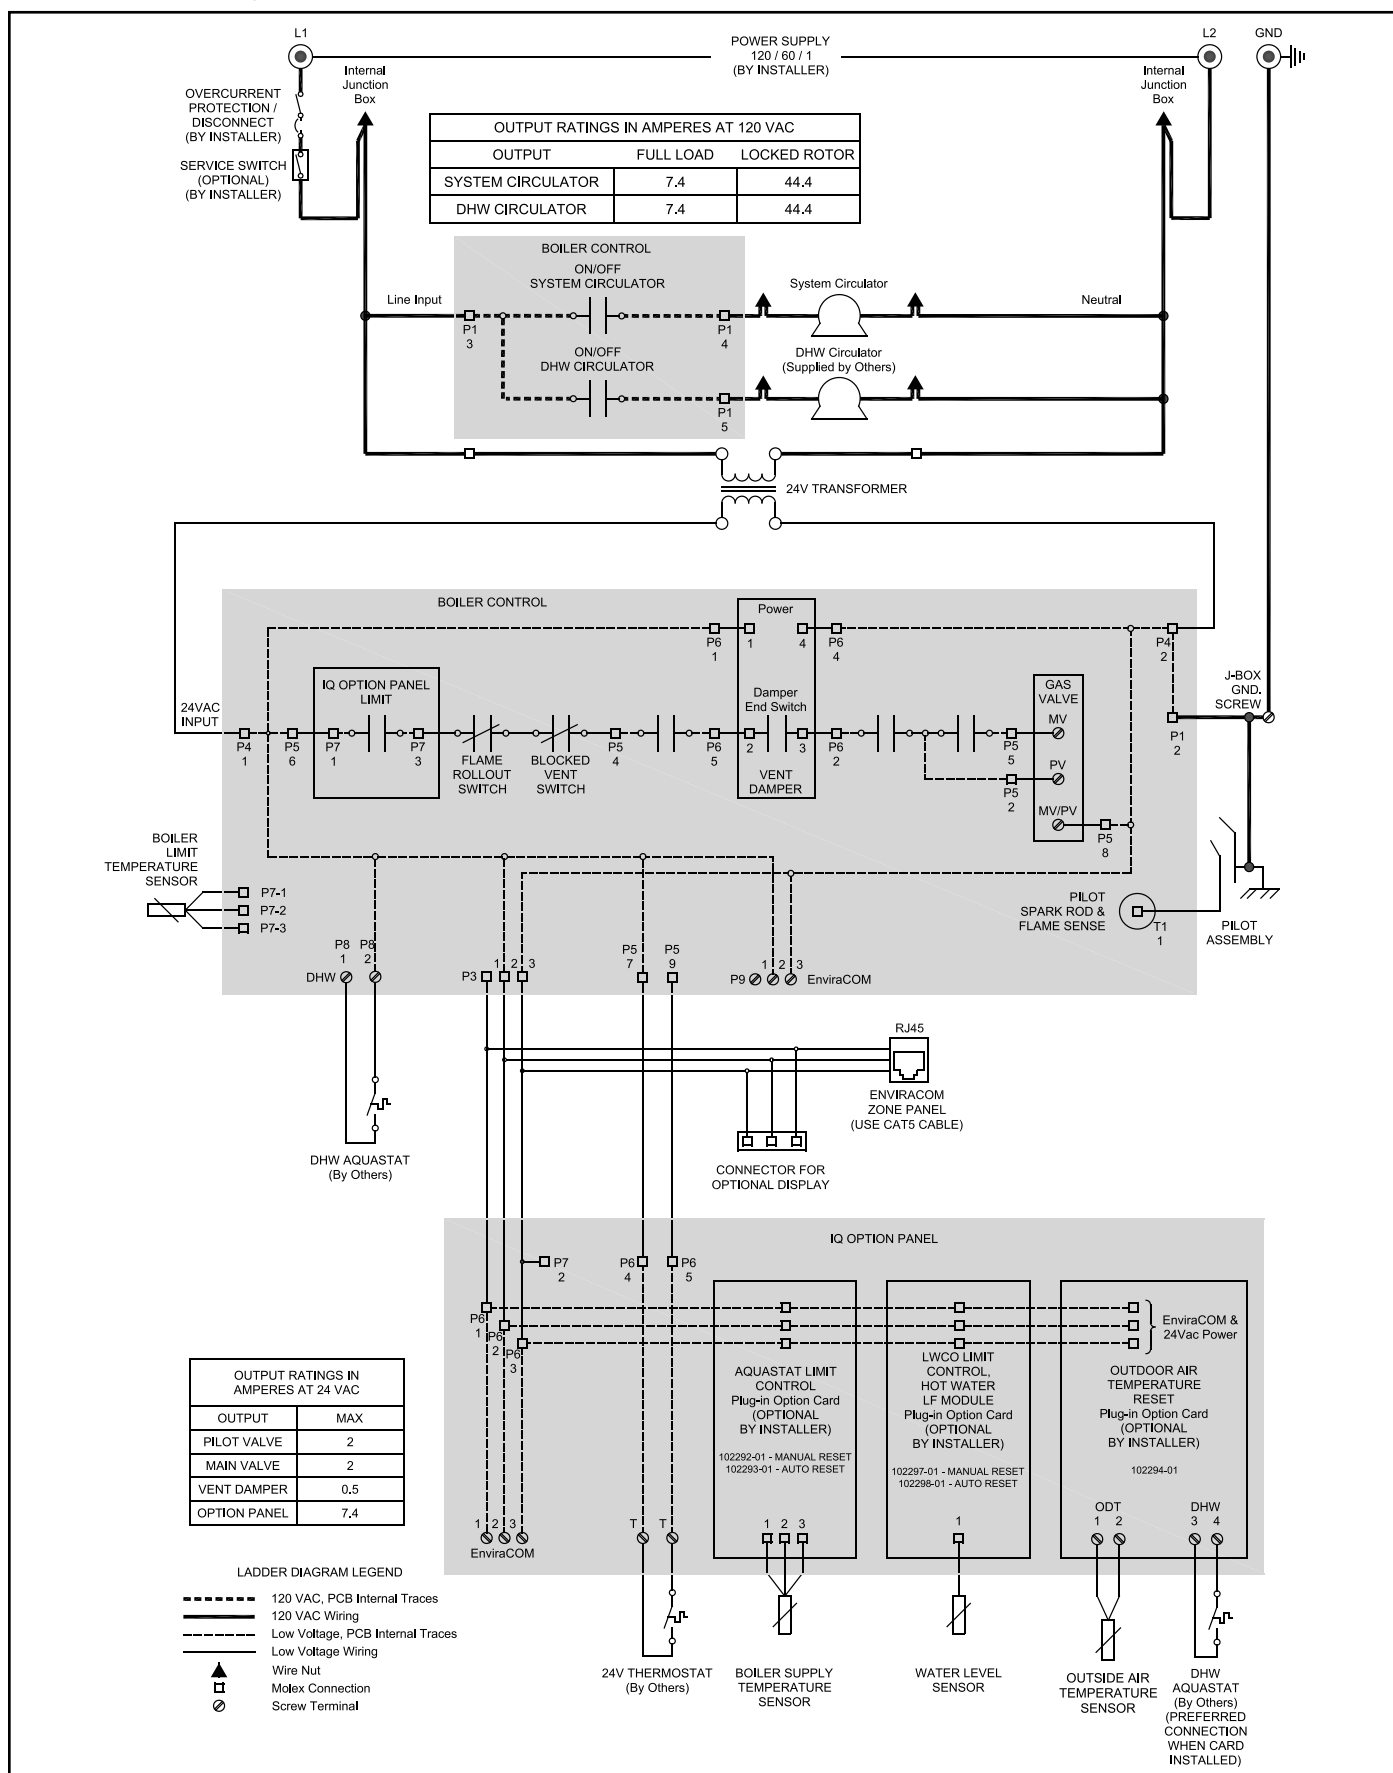 L1
POWER SUPPLY
120 / 60 / 1
(BY INSTALLER)
L2
GND
Internal
Junction
Box
Internal
Junction
Box
OVERCURRENT
PROTECTION /
DISCONNECT
(BY INSTALLER)
SERVICE SWITCH
(OPTIONAL)
(BY INSTALLER)
OUTPUT RATINGS IN AMPERES AT 120 VAC
OUTPUT FULL LOAD LOCKED ROTOR
SYSTEM CIRCULATOR 7.4 44.4
DHW CIRCULATOR 7.4 44.4
BOILER CONTROL
ON/OFF
SYSTEM CIRCULATOR
System Circulator
Line Input
Neutral
P1
3
P1
4
ON/OFF
DHW CIRCULATOR
DHW Circulator
(Supplied by Others)
P1
5
24V TRANSFORMER
BOILER CONTROL
Power
P6
1
1
4
P6
4
P4
2
IQ OPTION PANEL
LIMIT
Damper
End Switch
GAS
VALVE
J-BOX
GND.
SCREW
24VAC
INPUT
MV
P4
1
P5
6
P7
1
P7
3
FLAME
ROLLOUT
SWITCH
BLOCKED
VENT
SWITCH
P5
4
P6
5
2
3
VENT
DAMPER
P6
2
P5
5
P1
2
PV
P5
2
MV/PV
P5
8
BOILER
LIMIT
TEMPERATURE
SENSOR
P7-1
P7-2
P7-3
PILOT
SPARK ROD &
FLAME SENSE
T1
1
PILOT
ASSEMBLY
P8
1
P8
2
DHW
P3
1
2
3
P5
7
P5
9
P9
1
2
3
EnviraCOM
RJ45
ENVIRACOM
ZONE PANEL
(USE CAT5 CABLE)
DHW AQUASTAT
(By Others)
CONNECTOR FOR
OPTIONAL DISPLAY
IQ OPTION PANEL
P7
2
P6
4
P6
5
P6
1
P6
2
P6
3
EnviraCOM &
24Vac Power
AQUASTAT LIMIT
CONTROL
Plug-in Option Card
(OPTIONAL
BY INSTALLER)
102292-01 - MANUAL RESET
102293-01 - AUTO RESET
LWCO LIMIT
CONTROL,
HOT WATER
LF MODULE
Plug-in Option Card
(OPTIONAL
BY INSTALLER)
102297-01 - MANUAL RESET
102298-01 - AUTO RESET
OUTDOOR AIR
TEMPERATURE
RESET
Plug-in Option Card
(OPTIONAL
BY INSTALLER)
102294-01
OUTPUT RATINGS IN
AMPERES AT 24 VAC
OUTPUT MAX
PILOT VALVE 2
MAIN VALVE 2
VENT DAMPER 0.5
OPTION PANEL 7.4
1 2 3
EnviraCOM
T T
1 2 3
1
ODT
1 2
DHW
3 4
LADDER DIAGRAM LEGEND
120 VAC, PCB Internal Traces
120 VAC Wiring
Low Voltage, PCB Internal Traces
Low Voltage Wiring
Wire Nut
Molex Connection
Screw Terminal
24V THERMOSTAT
(By Others)
BOILER SUPPLY
TEMPERATURE
SENSOR
WATER LEVEL
SENSOR
OUTSIDE AIR
TEMPERATURE
SENSOR
DHW
AQUASTAT
(By Others)
(PREFERRED
CONNECTION
WHEN CARD
INSTALLED)